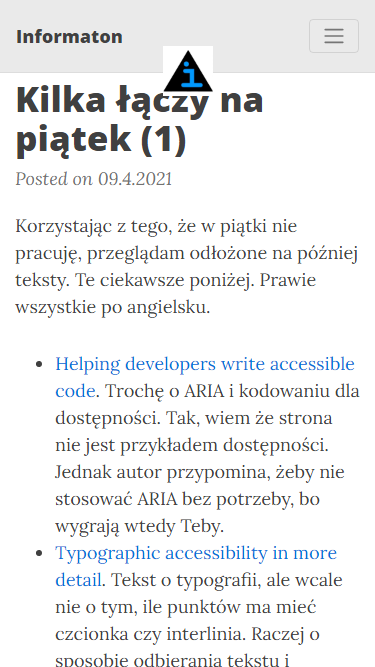 Informaton
i
Kilka łączy na
piątek (1)
Posted on 09.4.2021
Korzystając z tego, że w piątki nie
pracuję, przeglądam odłożone na później
teksty. Te ciekawsze poniżej. Prawie
wszystkie po angielsku.
• Helping developers write accessible
code. Trochę o ARIA i kodowaniu dla
dostępności. Tak, wiem że strona
nie jest przykładem dostępności.
Jednak autor przypomina, żeby nie
stosować ARIA bez potrzeby, bo
wygrają wtedy Teby.
• Typographic accessibility in more
detail. Tekst o typografii, ale wcale
nie o tym, ile punktów ma mieć
czcionka czy interlinia. Raczej o
sposobie odbierania tekstu i